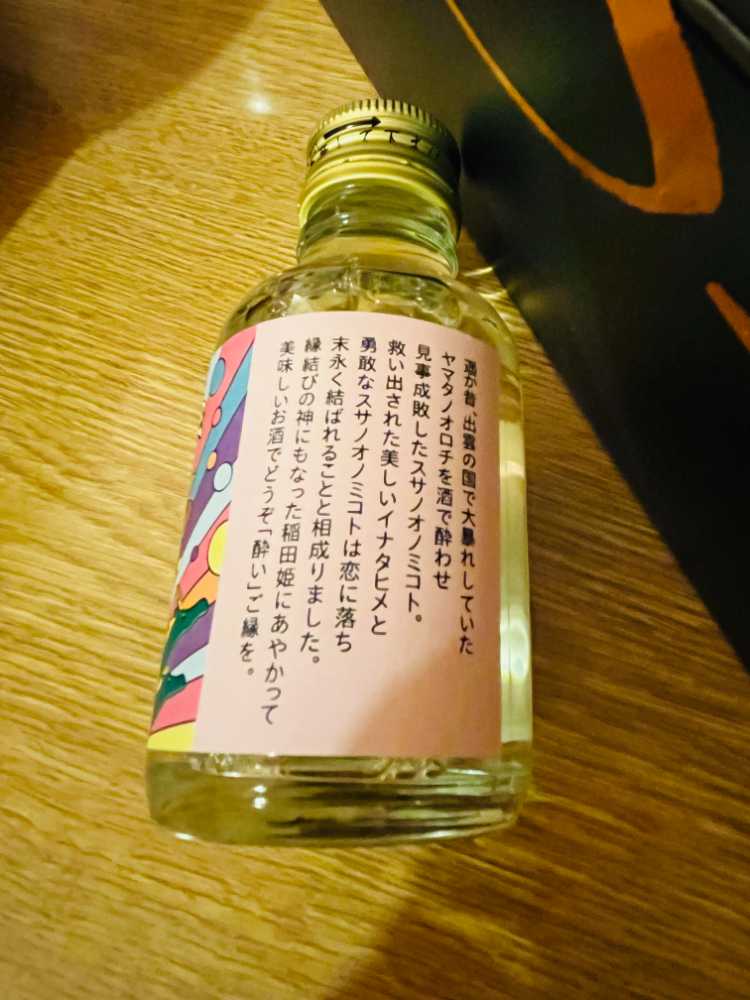 遥か昔、出雲の国で大暴れしていた
ヤマタノオロチを酒で酔わせ
見事成敗したスサノオノミコト。
救い出された美しいイナタヒメと
勇敢なスサノオノミコトは恋に落ち
末永く結ばれることと相成りました。
縁結びの神にもなった稲田姫にあやかって
美味しいお酒でどうぞ「酔い」ご縁を。
して下さい